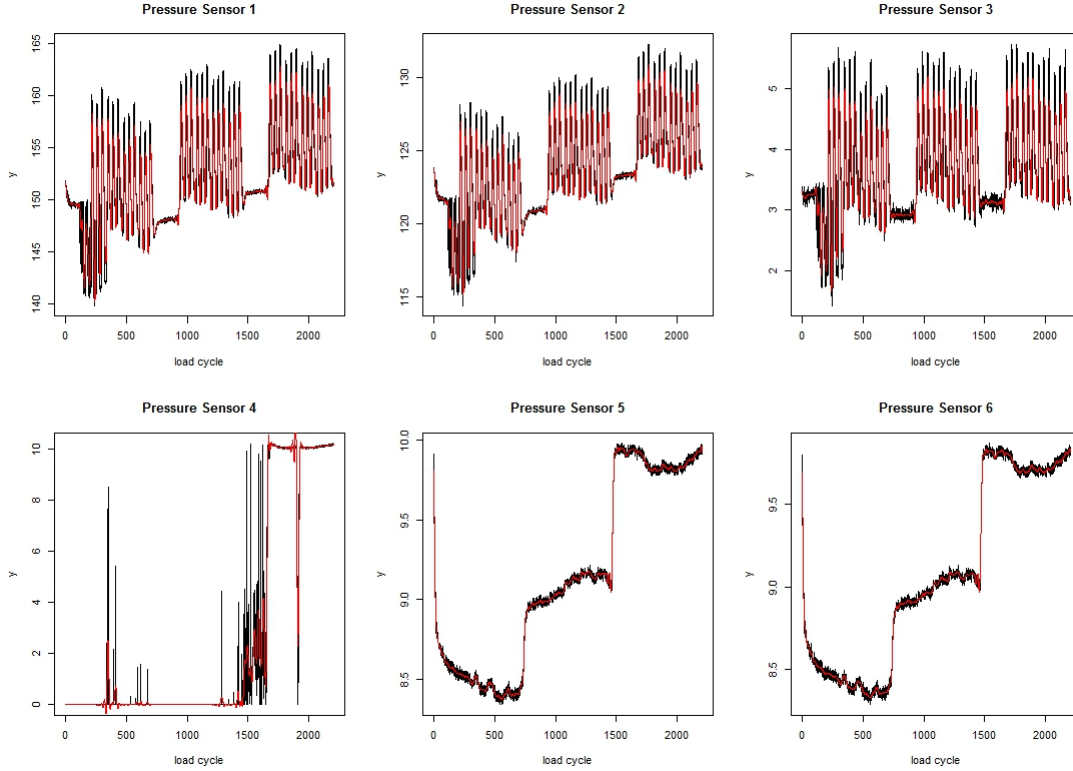 Pressure Sensor 1
Pressure Sensor 2
Pressure Sensor 3
165
160
155
150
145
140
y
0 500 1000 1500 2000
load cycle
130
125
120
115
y
0 500 1000 1500 2000
load cycle
5
4
3
2
y
0 500 1000 1500 2000
load cycle
Pressure Sensor 4
Pressure Sensor 5
Pressure Sensor 6
10
8
6
4
2
0
y
0 500 1000 1500 2000
load cycle
10.0
9.5
9.0
8.5
y
0 500 1000 1500 2000
load cycle
9.5
9.0
8.5
y
0 500 1000 1500 2000
load cycle